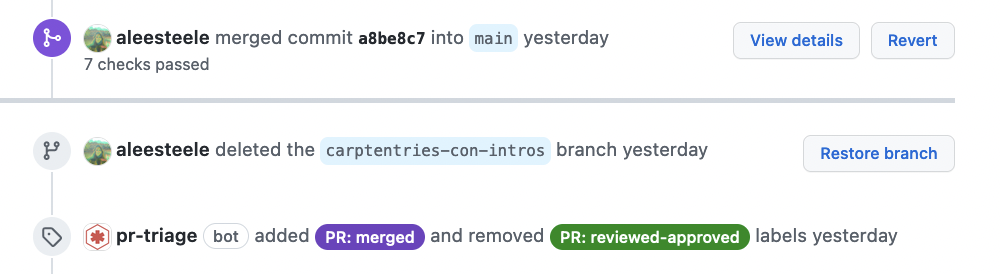 aleesteele merged commit a8be8c7 into main yesterday View details Revert
7 checks passed
aleesteele deleted the carptentries-con-intros branch yesterday Restore branch
pr-triage bot added PR: merged and removed PR: reviewed-approved labels yesterday